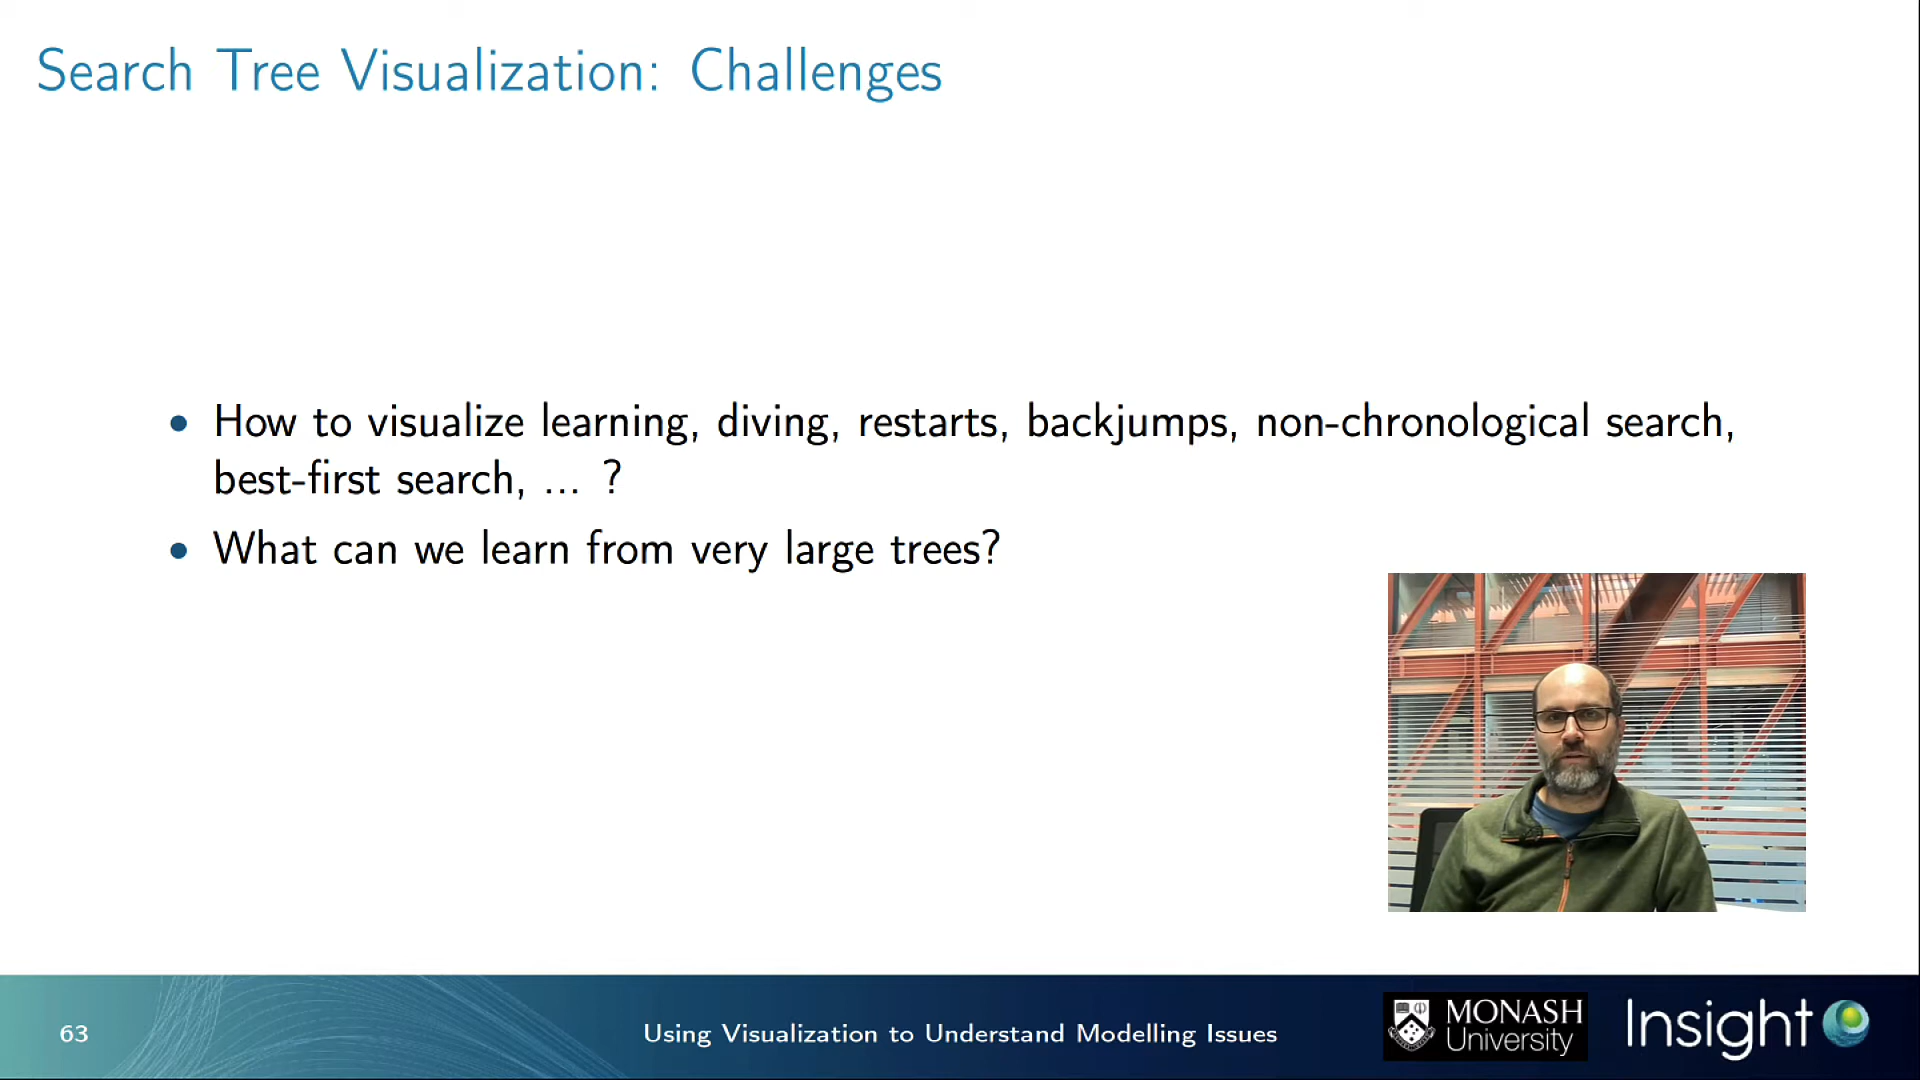 Search Tree Visualization: Challenges
• How to visualize learning, diving, restarts, backjumps, non-chronological search,
best-first search, ... ?
• What can we learn from very large trees?
63
Using Visualization to Understand Modelling Issues
MONASH
University
Insight